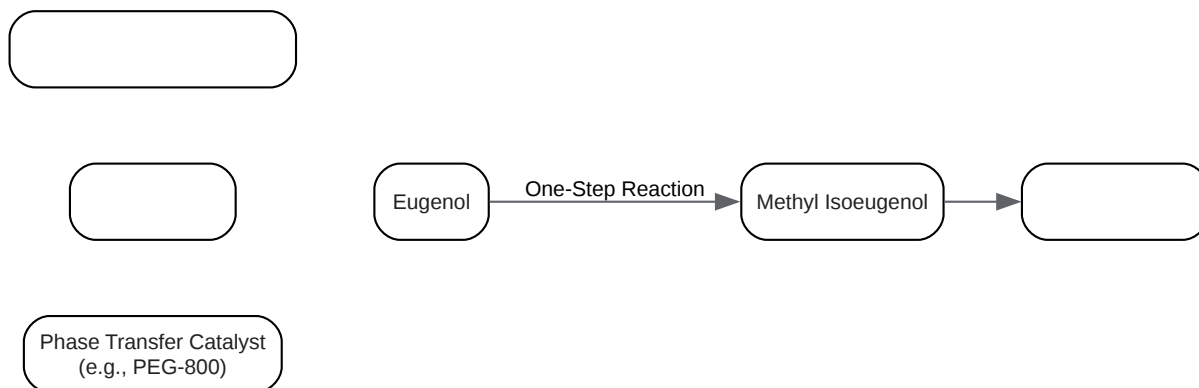 Eugenol
One-Step Reaction
Methyl Isoeugenol
Phase Transfer Catalyst
(e.g., PEG-800)